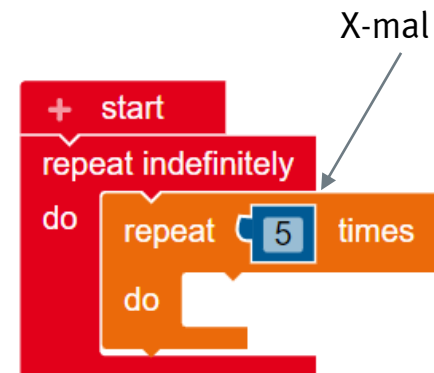 X-mal
+ start
repeat indefinitely
do
repeat 5 times
do